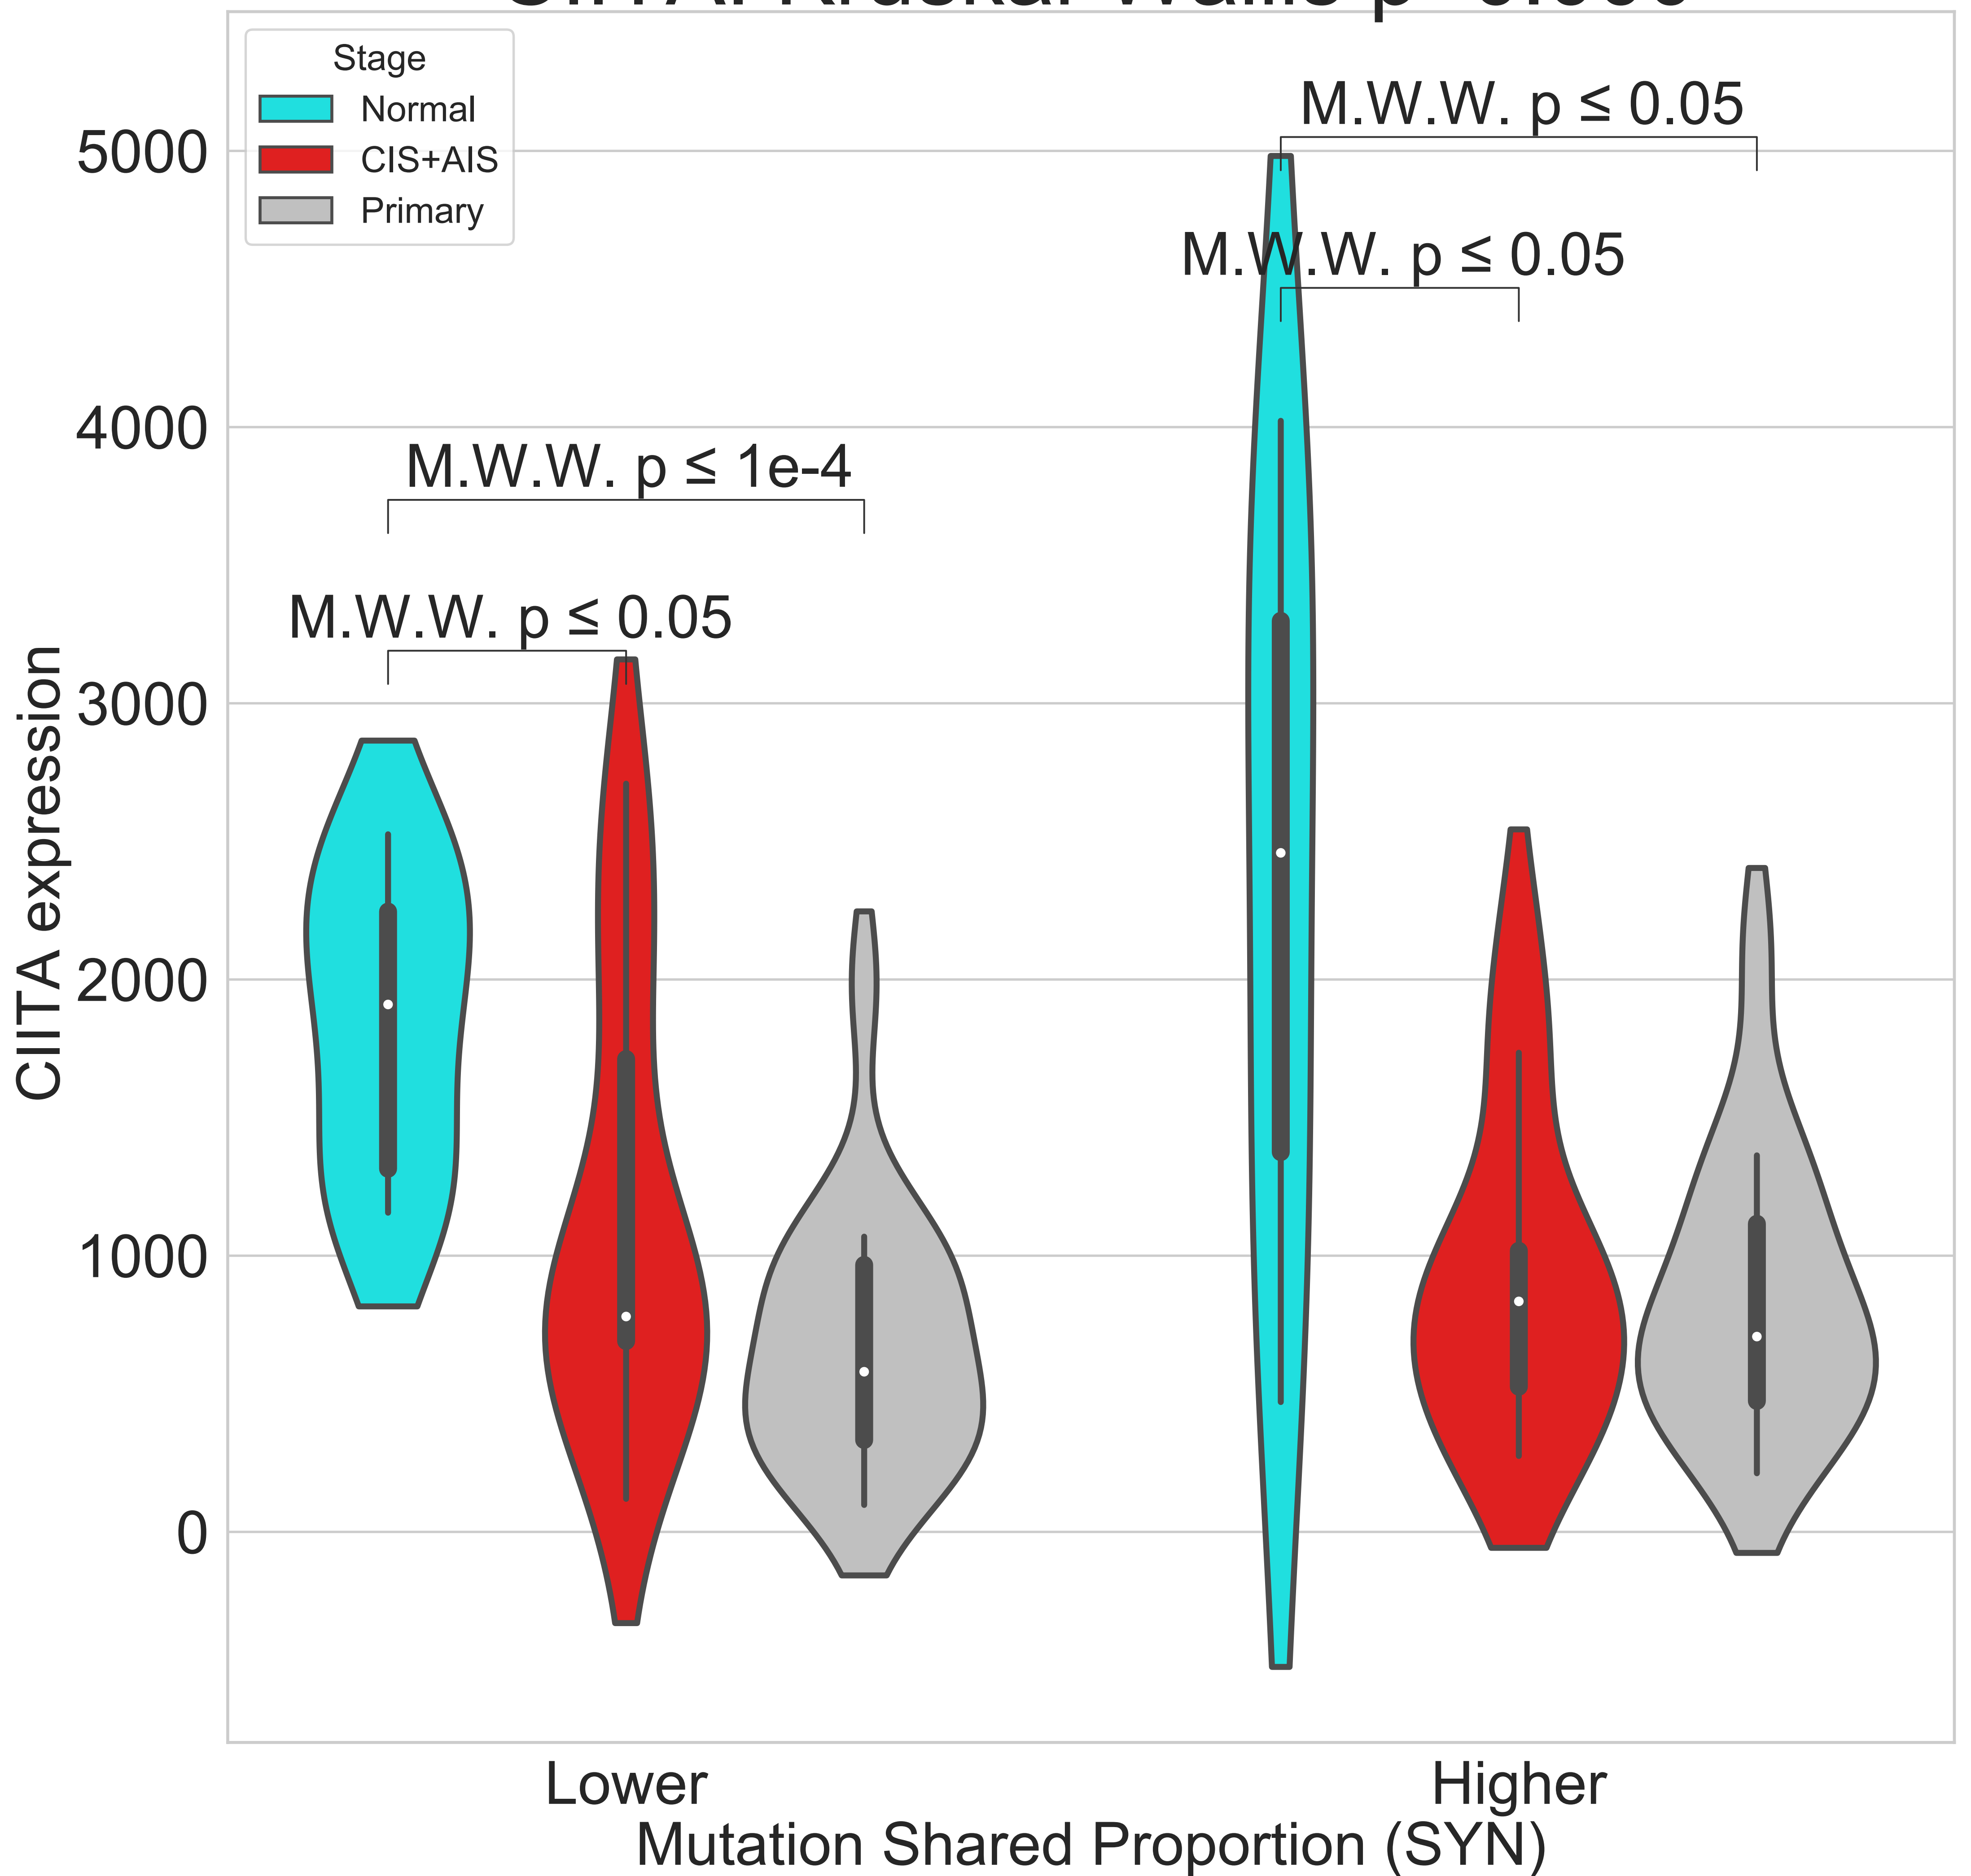 Stage
Normal
CIS+AIS
Primary
M.W.W. p ≤ 0.05
M.W.W. p ≤ 0.05
M.W.W. p ≤ 1e-4
M.W.W. p ≤ 0.05
CIITA expression
5000
4000
3000
2000
1000
0
Lower
Higher
Mutation Shared Proportion (SYN)